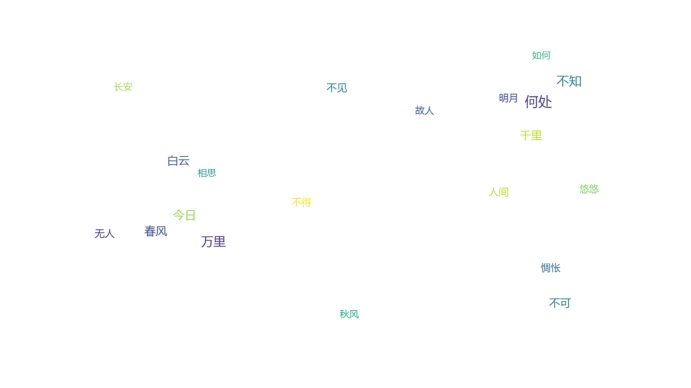 如何
不知
长安
不见
明月
何处
故人
千里
白云
相思
人间
悠悠
不得
今日
春风
无人
万里
惆怅
不可
秋风